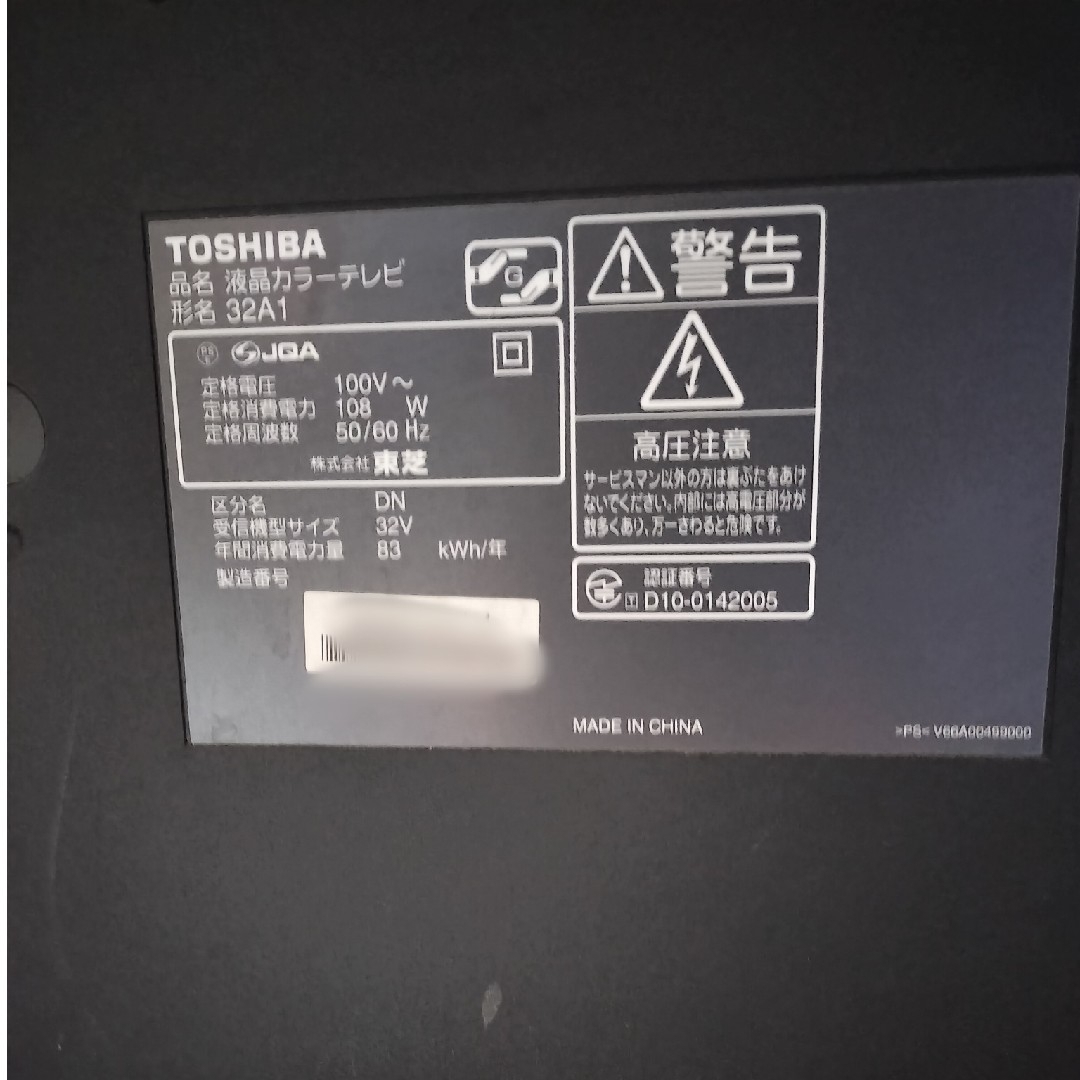 TOSHIBA
品名 液晶カラーテレビ
形名 32A1
G
PS
E
JQA
定格電圧 100V～
定格消費電力 108 W
定格周波数 50/60 Hz
株式会社 東芝
区分名 DN
受信機型サイズ 32V
年間消費電力量 83 kWh/年
製造番号
警告
高圧注意
サービスマン以外の方は裏ぶたをあけ
ないでください。内部には高電圧部分が
数多くあり、万一さわると危険です。
認証番号
T D10-0142005
MADE IN CHINA
>PS< V66A00499000